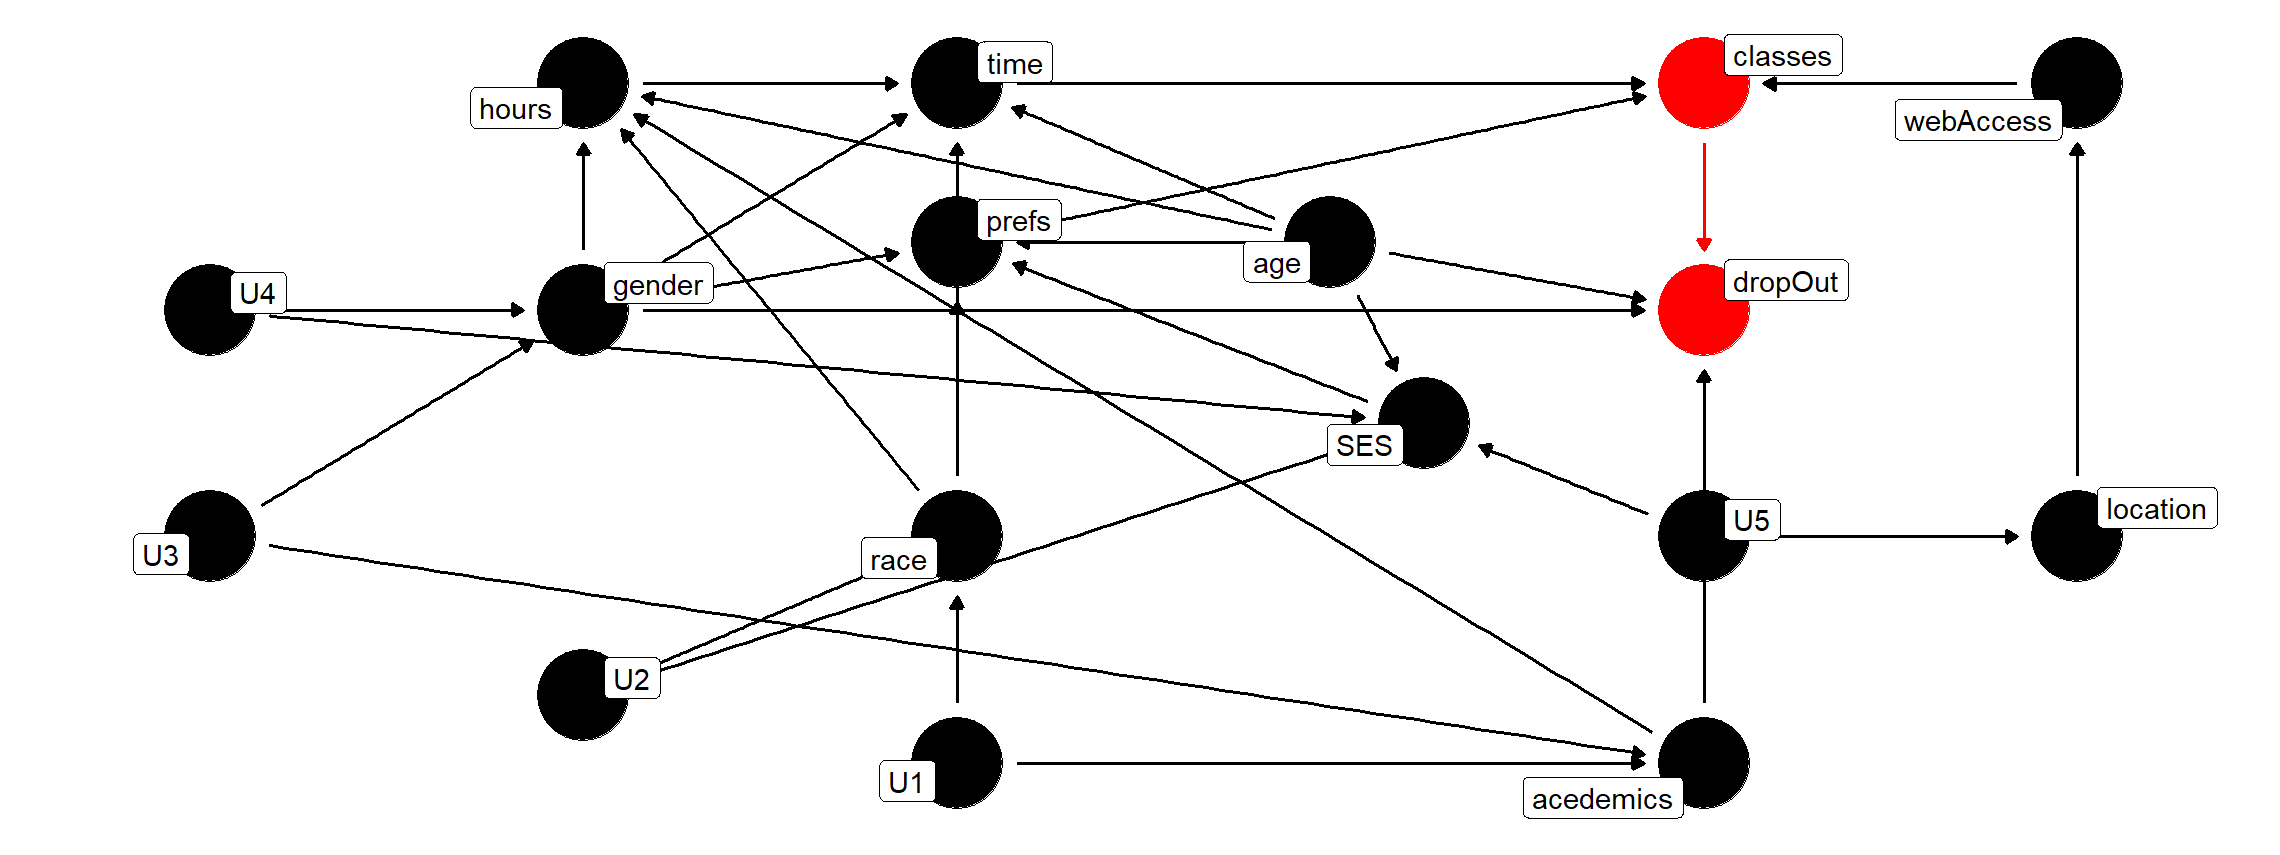 time
classes
hours
webAccess
prefs
age
U4
gender
dropOut
SES
U5
location
U3
race
U2
U1
acedemics